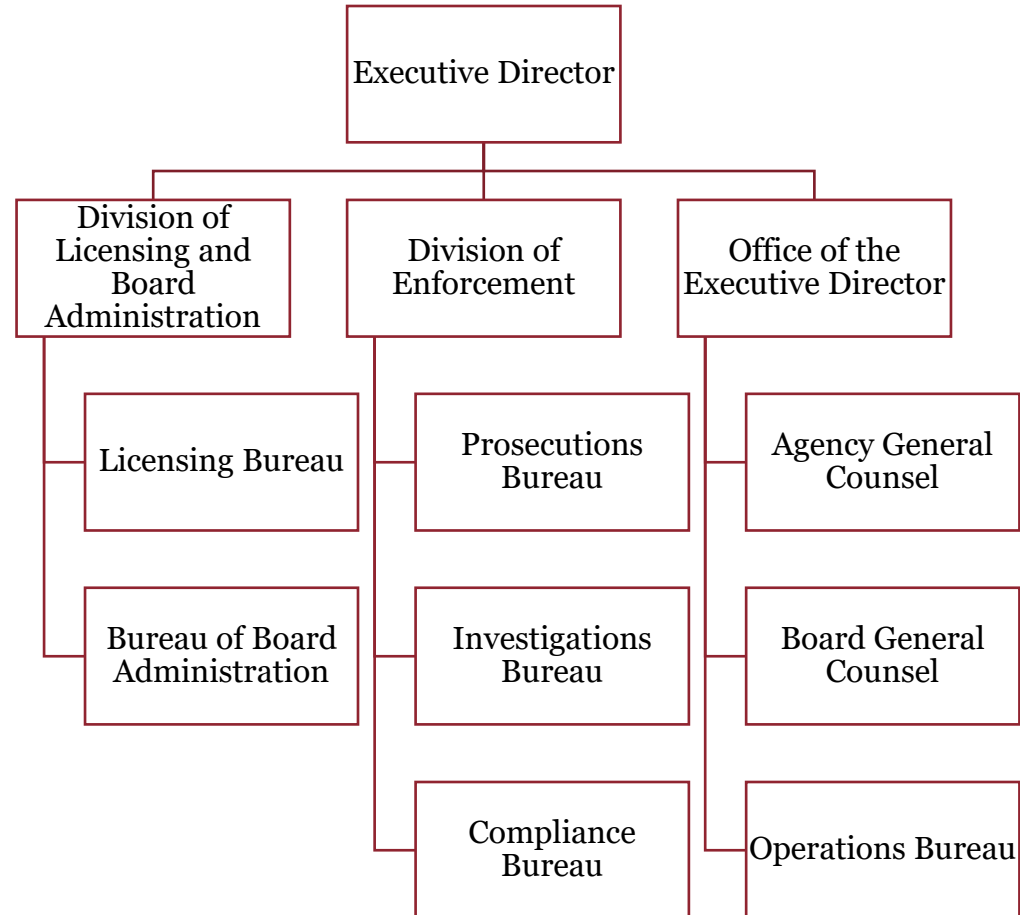 Executive Director
Division of
Licensing and
Board
Administration
Division of
Enforcement
Office of the
Executive Director
Licensing Bureau
Prosecutions
Bureau
Agency General
Counsel
Bureau of Board
Administration
Investigations
Bureau
Board General
Counsel
Compliance
Bureau
Operations Bureau